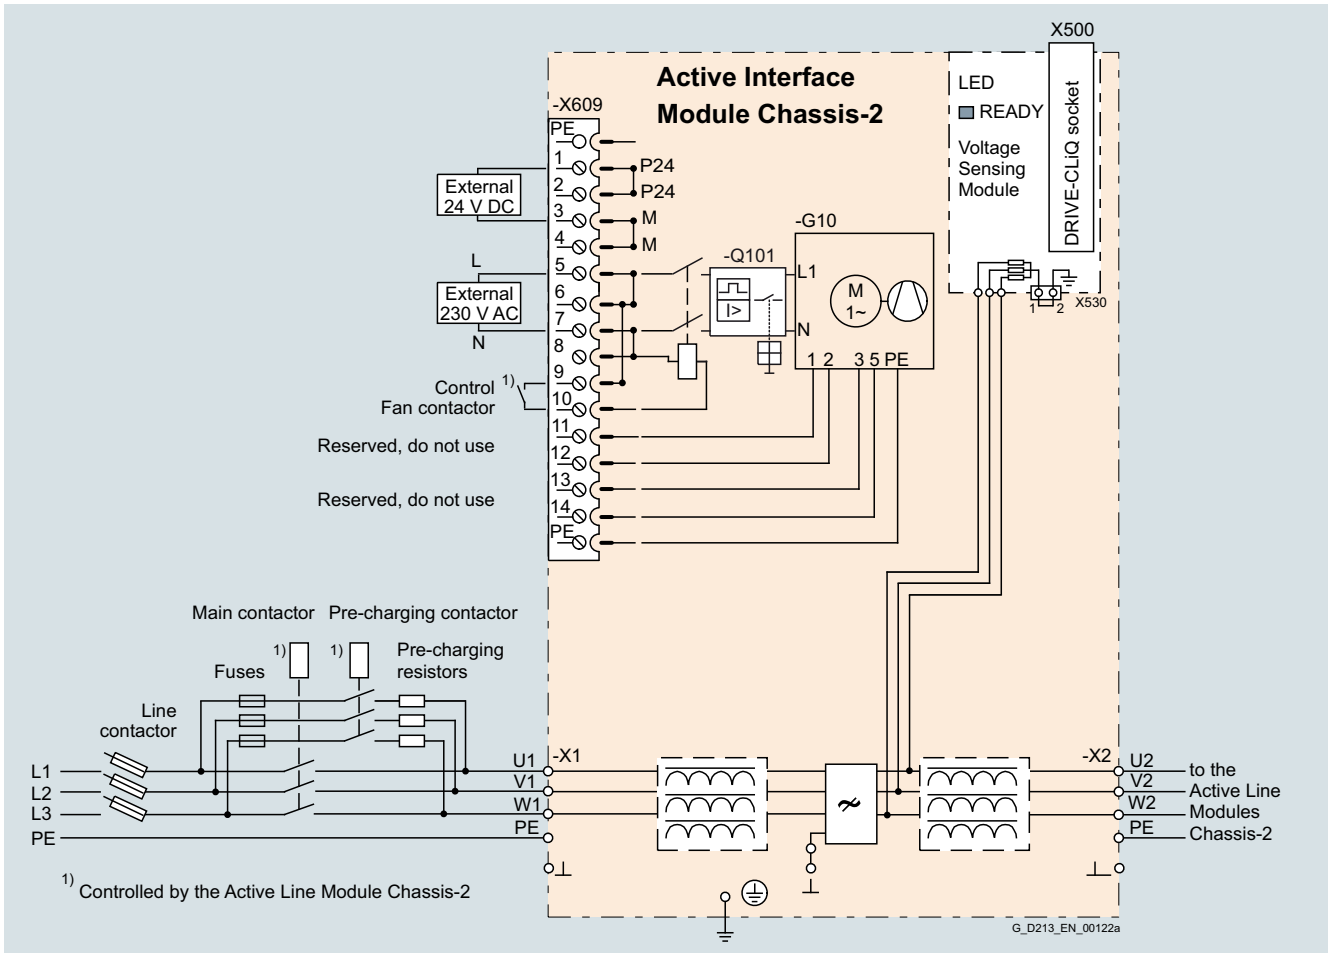 X500
Active Interface
Module Chassis-2
LED
READY
Voltage
Sensing
Module
DRIVE-CLiQ socket
-X609
PE
1
P24
2
P24
3
M
4
M
5
6
7
8
9
10
11
12
13
14
PE
External
24 V DC
L
External
230 V AC
N
Control
Fan contactor
1)
Reserved, do not use
Reserved, do not use
-Q101
I>
-G10
L1
N
M
1~
1 2 3 5 PE
1 2
X530
Main contactor
Pre-charging contactor
1)
1)
Pre-charging
resistors
Fuses
Line
contactor
L1
L2
L3
PE
U1
V1
W1
PE
-X1
-X2
U2
V2
W2
PE
to the
Active Line
Modules
Chassis-2
1) Controlled by the Active Line Module Chassis-2
G_D213_EN_00122a